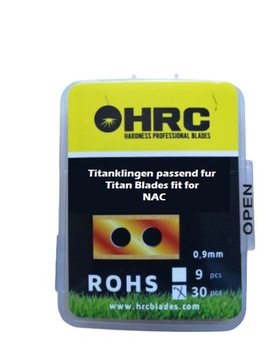 HRC
HARDNESS PROFESSIONAL BLADES
Titanklingen passend fur
Titan Blades fit for
NAC
OPEN
0,9mm
ROHS
9 pcs
30 pcs
www.hrcblades.com